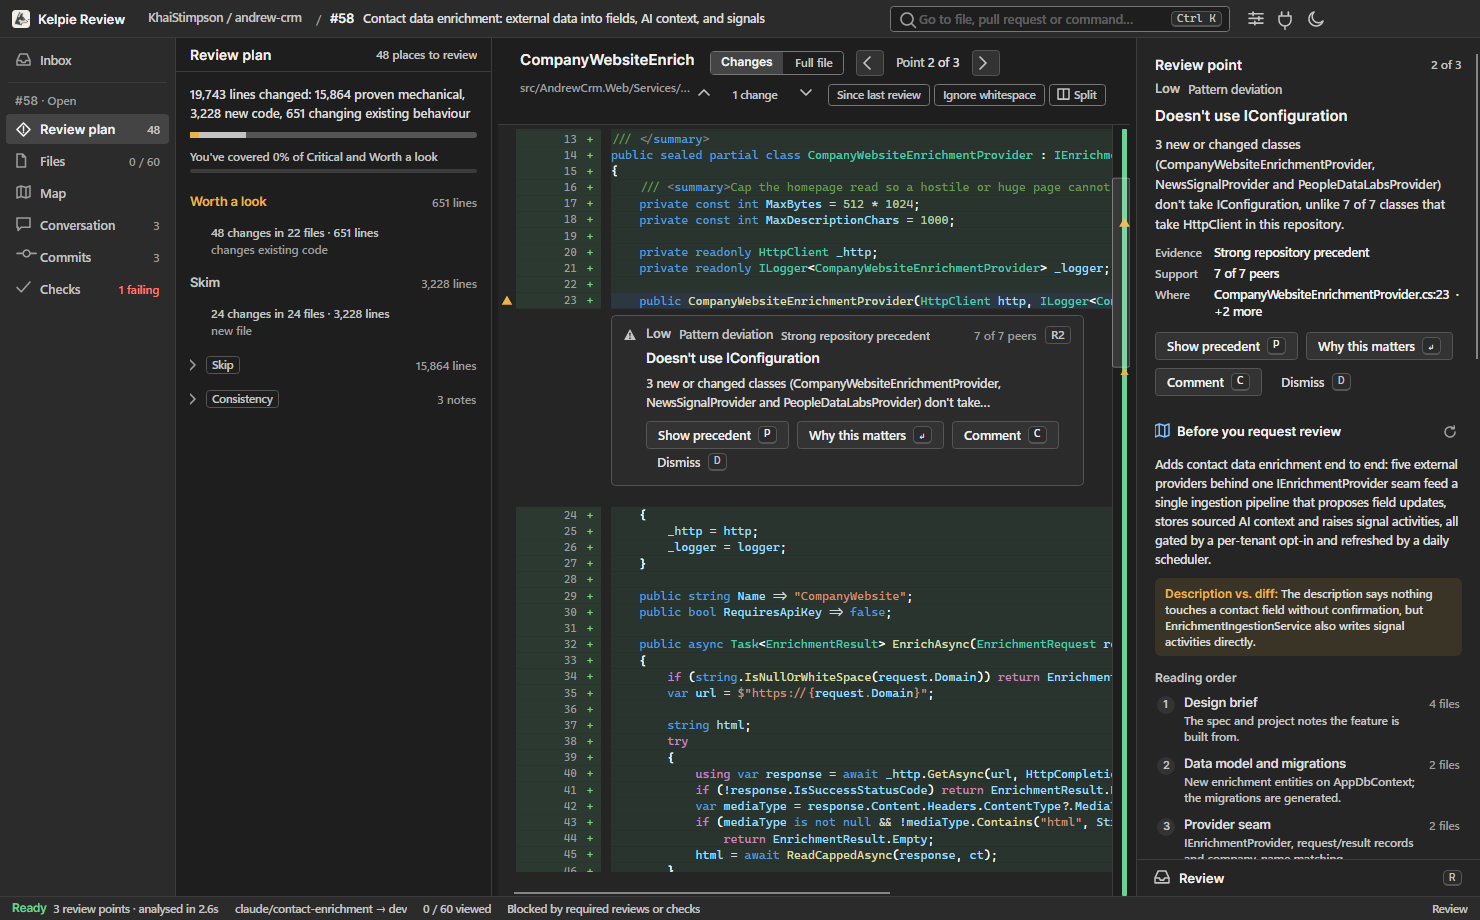 Kelpie Review
KhaiStimpson / andrew-crm / #58 Contact data enrichment: external data into fields, AI context, and signals
Go to file, pull request or command... Ctrl K
Inbox
#58 · Open
Review plan 48
Files 0 / 60
Map
Conversation 3
Commits 3
Checks 1 failing
Review plan 48 places to review
19,743 lines changed: 15,864 proven mechanical,
3,228 new code, 651 changing existing behaviour
You've covered 0% of Critical and Worth a look
Worth a look 651 lines
48 changes in 22 files · 651 lines
changes existing code
Skim 3,228 lines
24 changes in 24 files · 3,228 lines
new file
Skip 15,864 lines
Consistency 3 notes
CompanyWebsiteEnrich Changes Full file Point 2 of 3
src/AndrewCrm.Web/Services/... 1 change Since last review Ignore whitespace Split
13 + /// </summary>
14 + public sealed partial class CompanyWebsiteEnrichmentProvider : IEnrichm
15 + {
16 + /// <summary>Cap the homepage read so a hostile or huge page cannot
17 + private const int MaxBytes = 512 * 1024;
18 + private const int MaxDescriptionChars = 1000;
19 +
20 + private readonly HttpClient _http;
21 + private readonly ILogger<CompanyWebsiteEnrichmentProvider> _logger;
22 +
23 + public CompanyWebsiteEnrichmentProvider(HttpClient http, ILogger<Co
Low Pattern deviation Strong repository precedent 7 of 7 peers R2
Doesn't use IConfiguration
3 new or changed classes (CompanyWebsiteEnrichmentProvider,
NewsSignalProvider and PeopleDataLabsProvider) don't take...
Show precedent P Why this matters ↲ Comment C
Dismiss D
24 + {
25 + _http = http;
26 + _logger = logger;
27 + }
28 +
29 + public string Name => "CompanyWebsite";
30 + public bool RequiresApiKey => false;
31 +
32 + public async Task<EnrichmentResult> EnrichAsync(EnrichmentRequest r
33 + {
34 + if (string.IsNullOrWhiteSpace(request.Domain)) return Enrichmen
35 + var url = $"https://{request.Domain}";
36 +
37 + string html;
38 + try
39 + {
40 + using var response = await _http.GetAsync(url, HttpCompleti
41 + if (!response.IsSuccessStatusCode) return EnrichmentResult.
42 + var mediaType = response.Content.Headers.ContentType?.Media
43 + if (mediaType is not null && !mediaType.Contains("html", St
44 + return EnrichmentResult.Empty;
45 + html = await ReadCappedAsync(response, ct);
46 + }
Review point 2 of 3
Low Pattern deviation
Doesn't use IConfiguration
3 new or changed classes
(CompanyWebsiteEnrichmentProvider,
NewsSignalProvider and PeopleDataLabsProvider)
don't take IConfiguration, unlike 7 of 7 classes that
take HttpClient in this repository.
Evidence Strong repository precedent
Support 7 of 7 peers
Where CompanyWebsiteEnrichmentProvider.cs:23 ·
+2 more
Show precedent P Why this matters ↲
Comment C Dismiss D
Before you request review
Adds contact data enrichment end to end: five external
providers behind one IEnrichmentProvider seam feed a
single ingestion pipeline that proposes field updates,
stores sourced AI context and raises signal activities, all
gated by a per-tenant opt-in and refreshed by a daily
scheduler.
Description vs. diff: The description says nothing
touches a contact field without confirmation, but
EnrichmentIngestionService also writes signal
activities directly.
Reading order
1 Design brief 4 files
The spec and project notes the feature is
built from.
2 Data model and migrations 2 files
New enrichment entities on AppDbContext;
the migrations are generated.
3 Provider seam 2 files
IEnrichmentProvider, request/result records
and company-name matching.
Review R
Ready 3 review points · analysed in 2.6s claude/contact-enrichment → dev 0 / 60 viewed Blocked by required reviews or checks Review